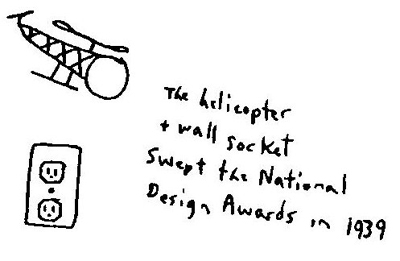 The helicopter
+ wall socket
Swept the National
Design Awards in 1939